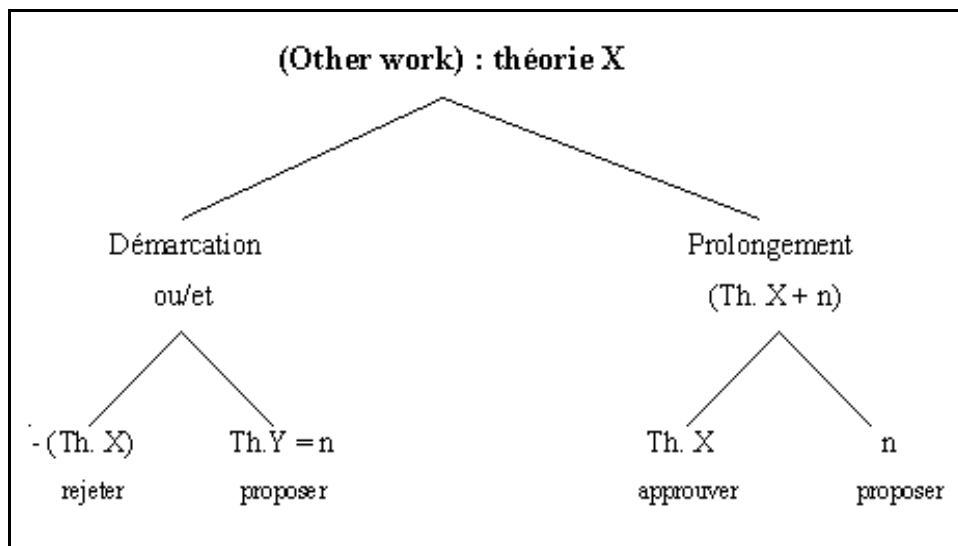 (Other work) : théorie X
Démarcation Prolongement
ou/et (Th. X + n)
- (Th. X) Th.Y = n Th. X n
rejeter proposer approuver proposer